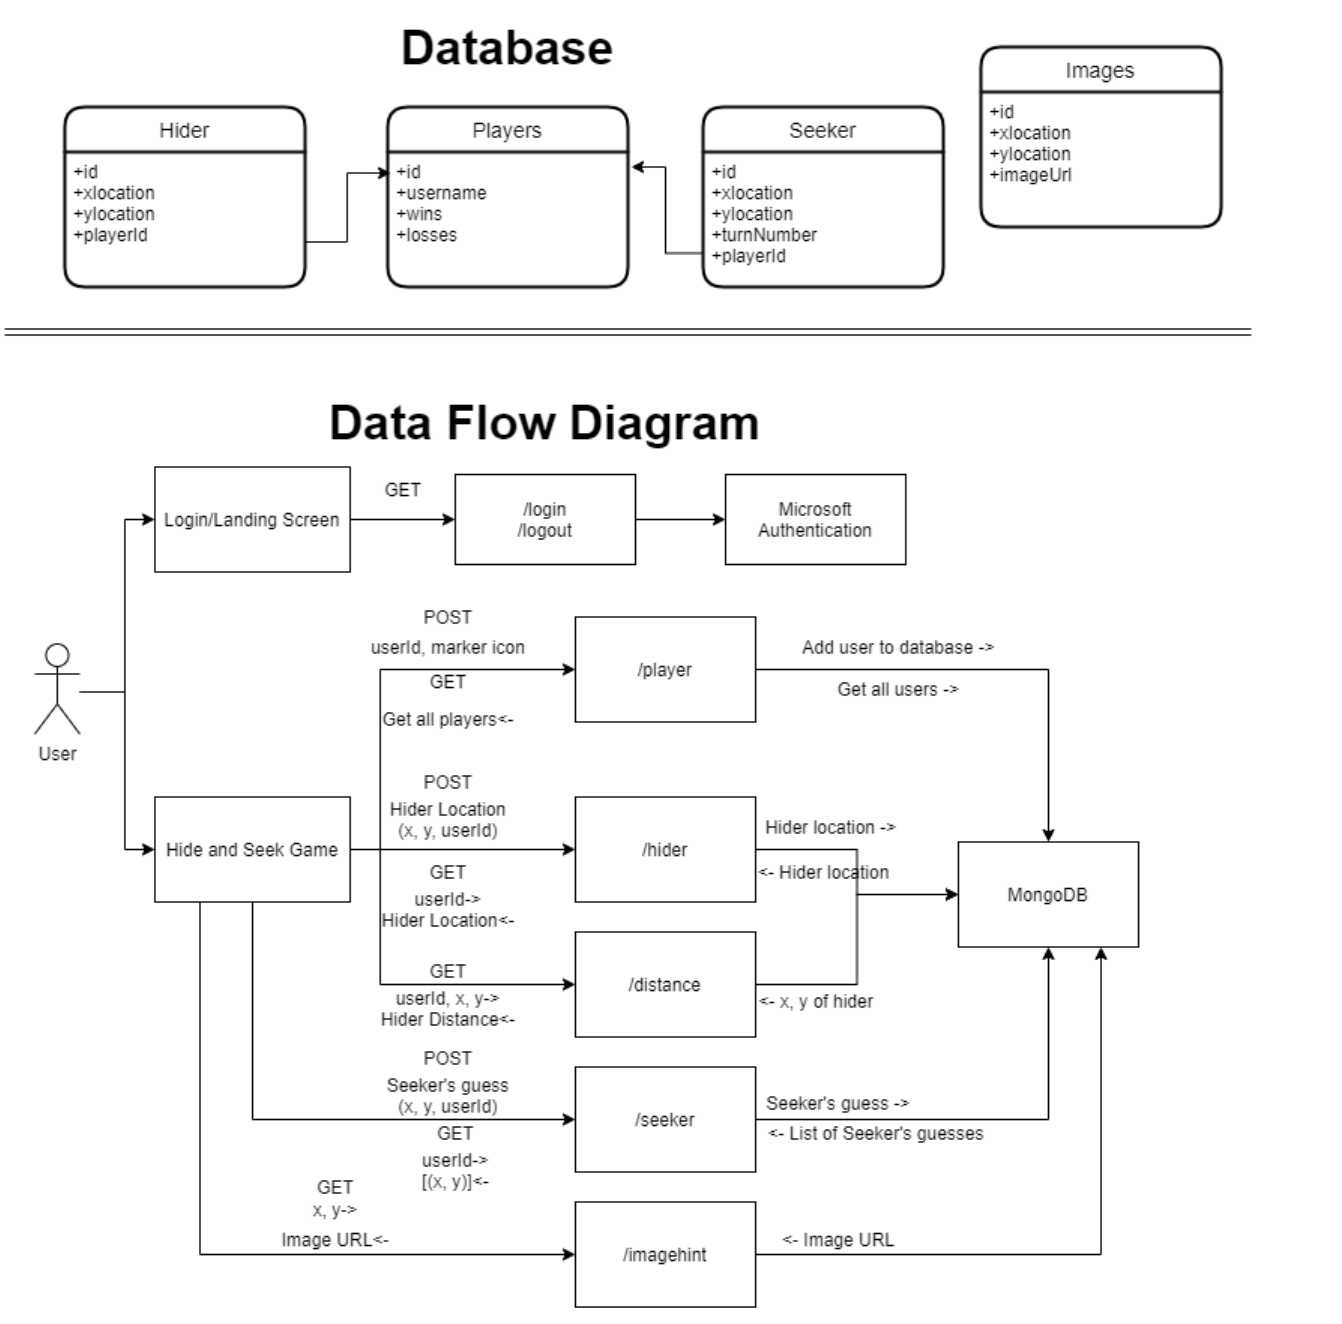 Database
Hider
+id
+xlocation
+ylocation
+playerId
Players
+id
+username
+wins
+losses
Seeker
+id
+xlocation
+ylocation
+turnNumber
+playerId
Images
+id
+xlocation
+ylocation
+imageUrl
Data Flow Diagram
Login/Landing Screen
GET
/login
/logout
Microsoft
Authentication
User
Hide and Seek Game
POST
userId, marker icon
GET
Get all players<-
/player
Add user to database ->
Get all users ->
POST
Hider Location
(x, y, userId)
GET
userId->
Hider Location<-
/hider
Hider location ->
<- Hider location
MongoDB
GET
userId, x, y->
Hider Distance<-
/distance
<- x, y of hider
POST
Seeker's guess
(x, y, userId)
GET
userId->
[(x, y)]<-
/seeker
Seeker's guess ->
<- List of Seeker's guesses
GET
x, y->
Image URL<-
/imagehint
<- Image URL